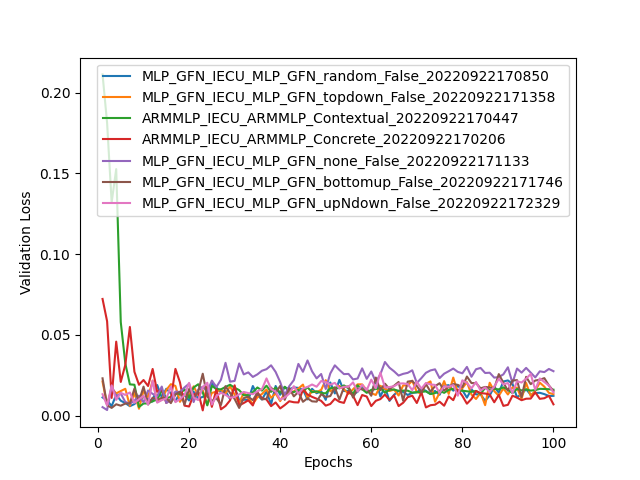 MLP_GFN_IECU_MLP_GFN_random_False_20220922170850
MLP_GFN_IECU_MLP_GFN_topdown_False_20220922171358
ARMMLP_IECU_ARMMLP_Contextual_20220922170447
ARMMLP_IECU_ARMMLP_Concrete_20220922170206
MLP_GFN_IECU_MLP_GFN_none_False_20220922171133
MLP_GFN_IECU_MLP_GFN_bottomup_False_20220922171746
MLP_GFN_IECU_MLP_GFN_upNdown_False_20220922172329
Validation Loss
0.20
0.15
0.10
0.05
0.00
0 20 40 60 80 100
Epochs